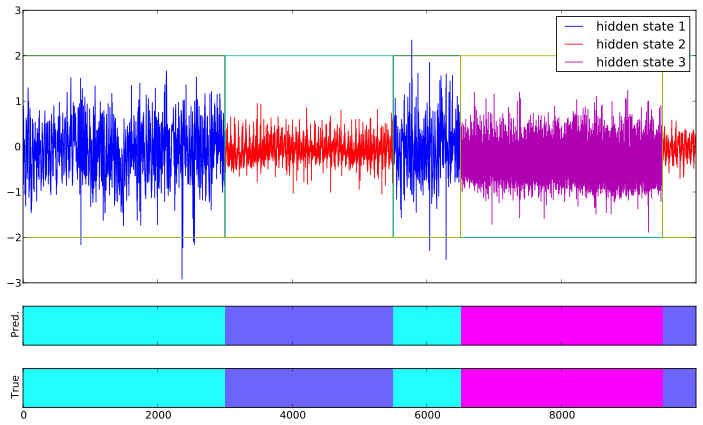 3
2
1
0
−1
−2
−3
hidden state 1
hidden state 2
hidden state 3
Pred.
True
0
2000
4000
6000
8000